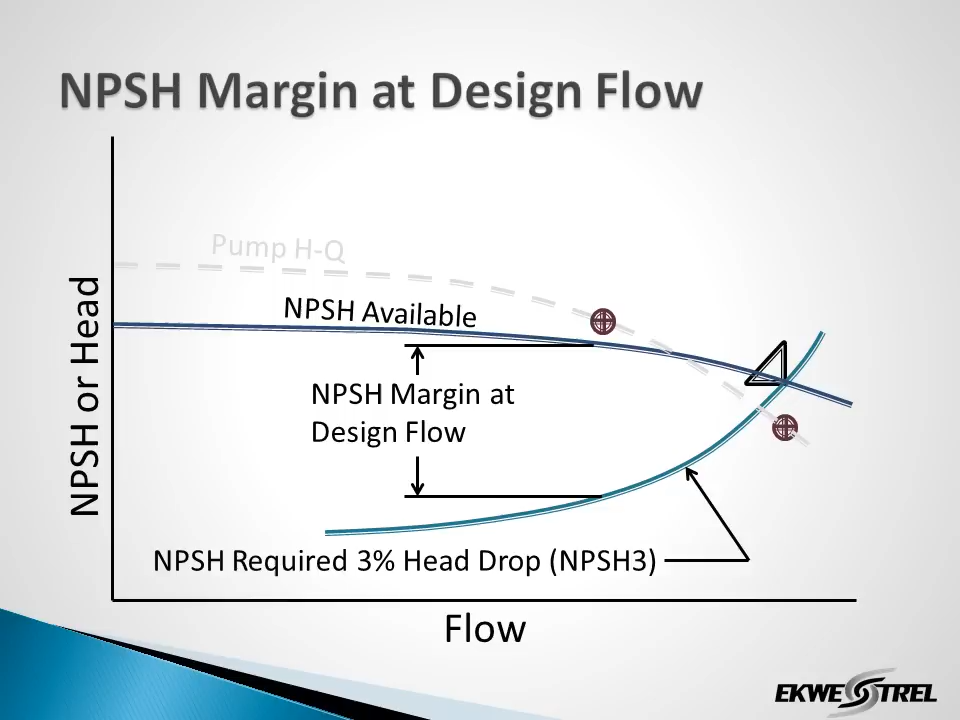 NPSH Margin at Design Flow
Pump H-Q
NPSH Available
NPSH Margin at
Design Flow
NPSH or Head
NPSH Required 3% Head Drop (NPSH3)
Flow
EKWESTREL